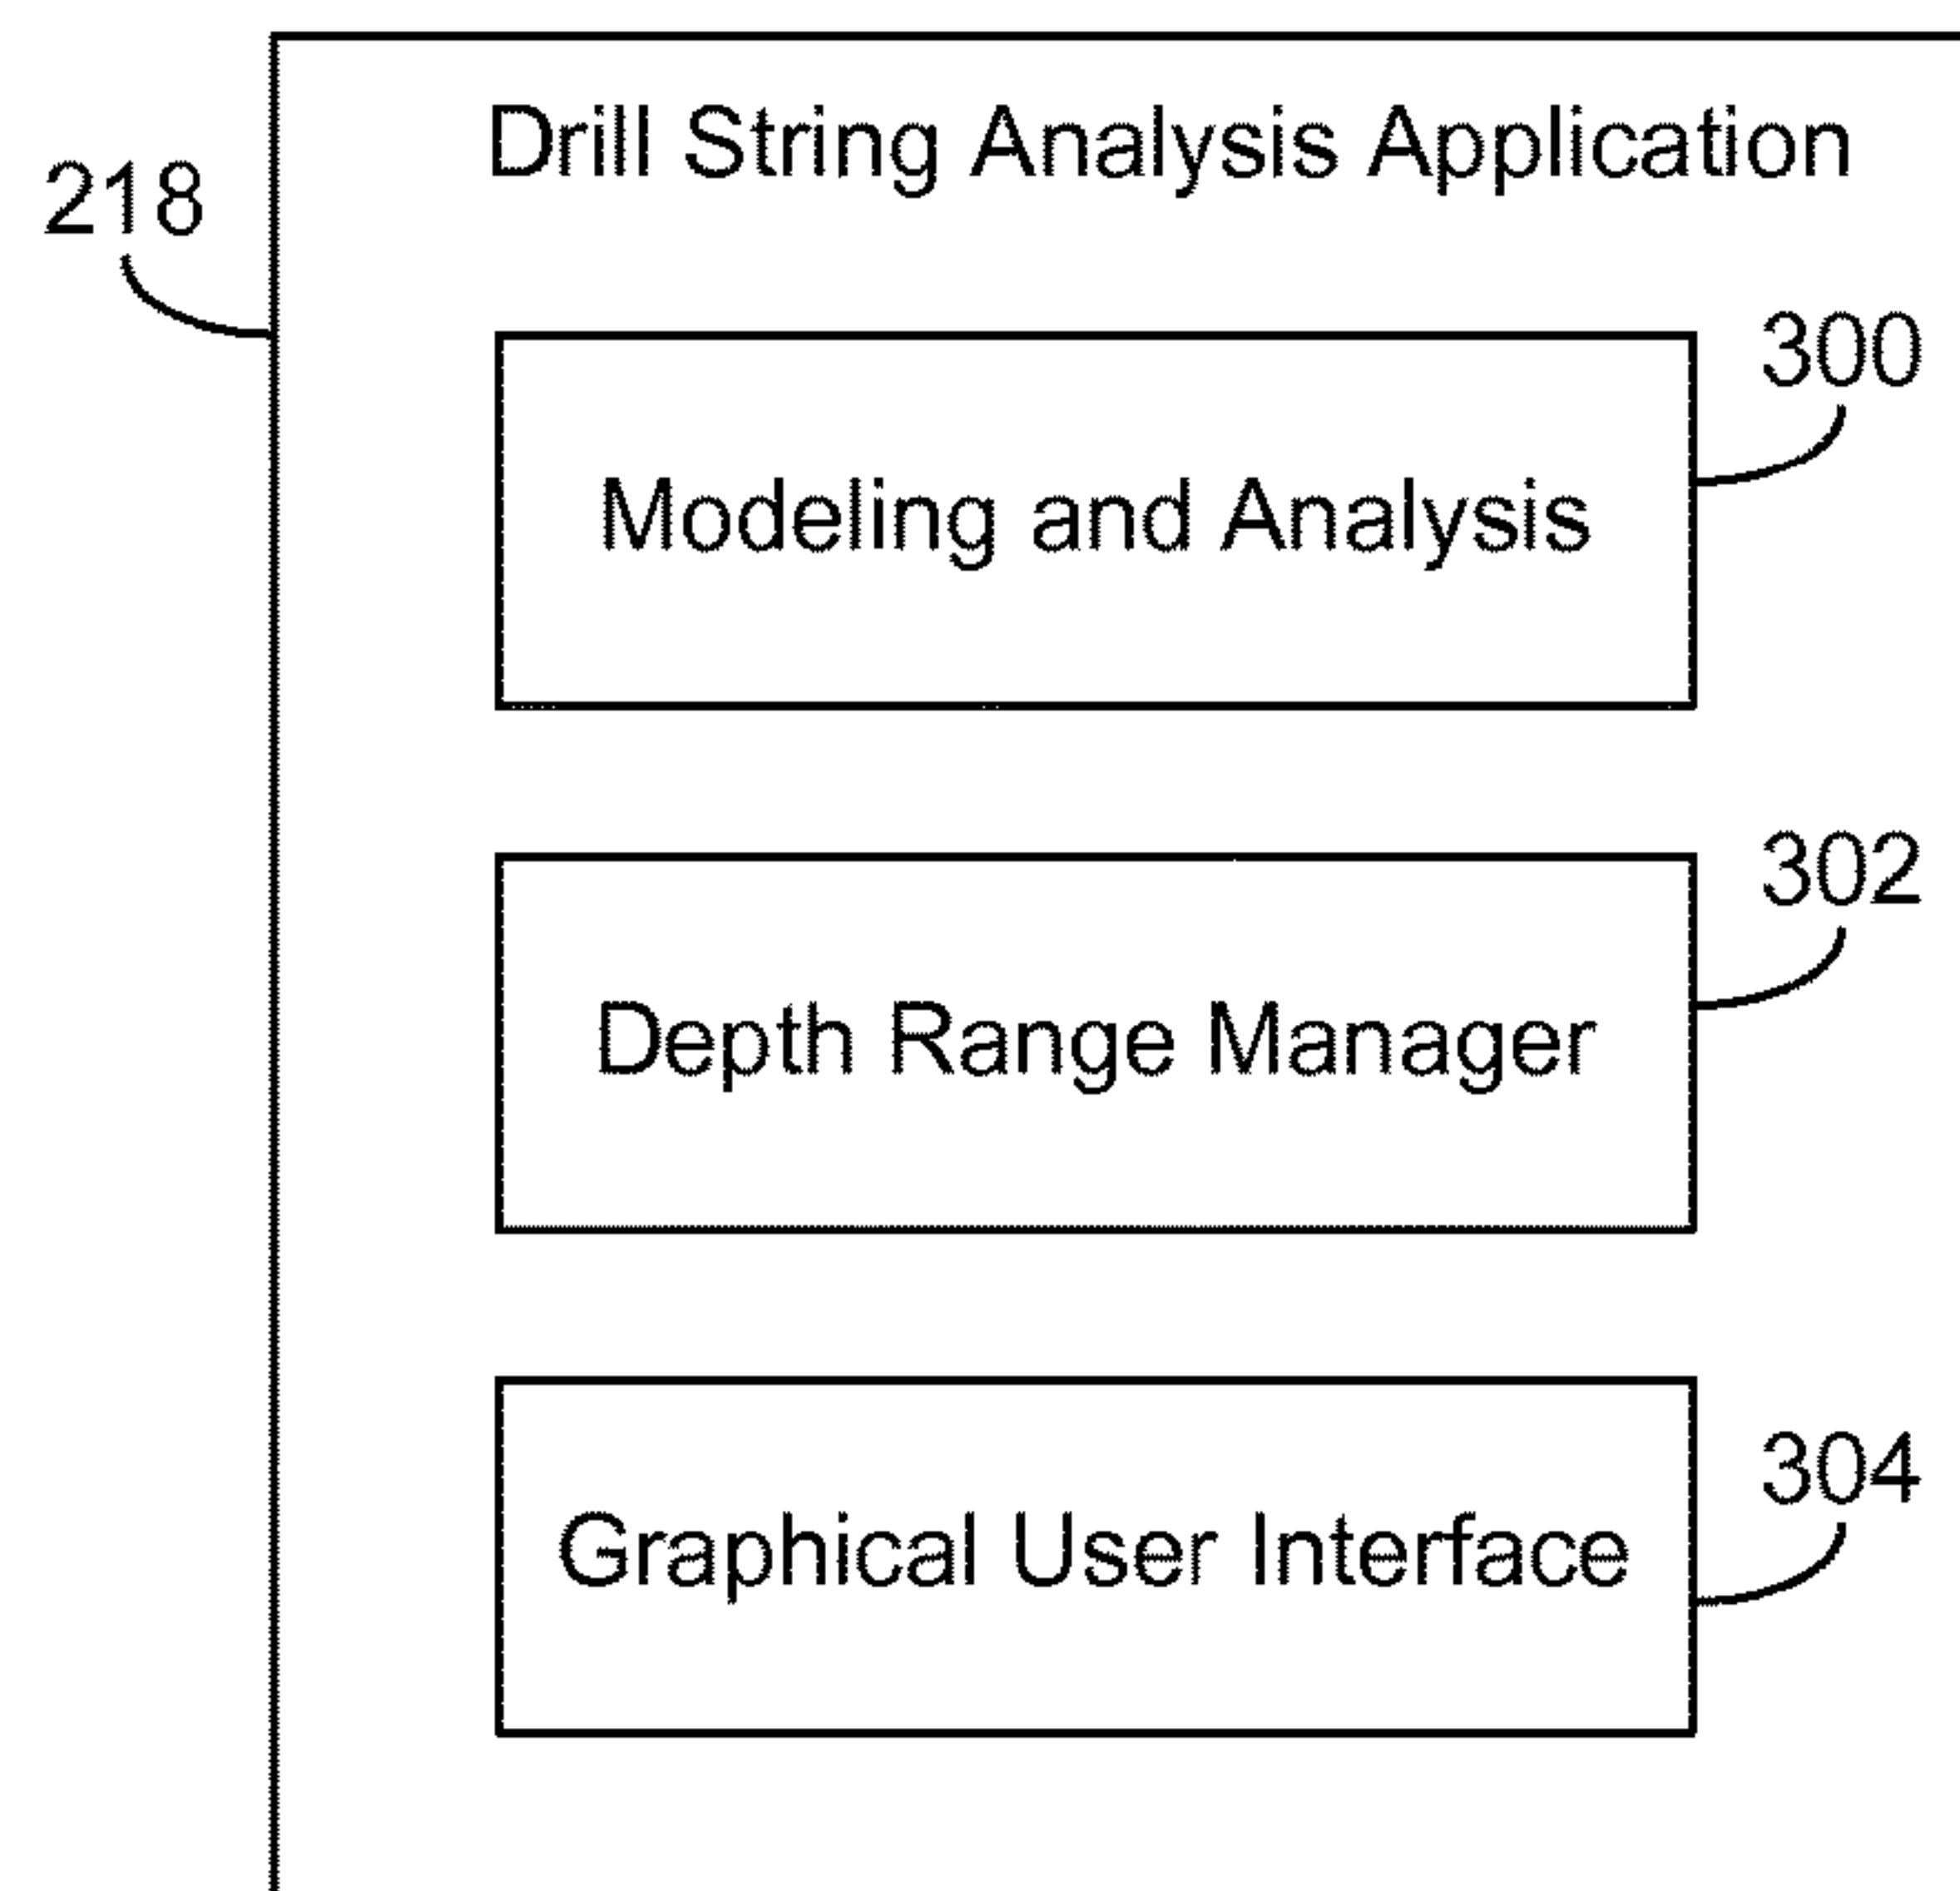 Drill String Analysis Application
218
300
Modeling and Analysis
302
Depth Range Manager
304
Graphical User Interface